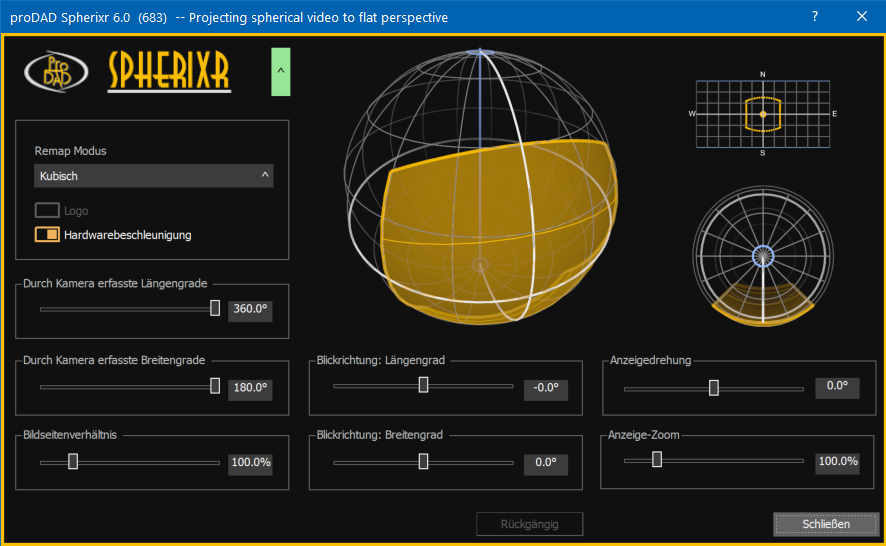 proDAD Spherixr 6.0 (683) -- Projecting spherical video to flat perspective
?
ProDAD
SPHERIXR
Remap Modus
Kubisch
Logo
Hardwarebeschleunigung
N
W
E
S
Durch Kamera erfasste Längengrade
360.0°
Durch Kamera erfasste Breitengrade
180.0°
Blickrichtung: Längengrad
-0.0°
Anzeigedrehung
0.0°
Bildseitenverhältnis
100.0%
Blickrichtung: Breitengrad
0.0°
Anzeige-Zoom
100.0%
Rückgängig
Schließen